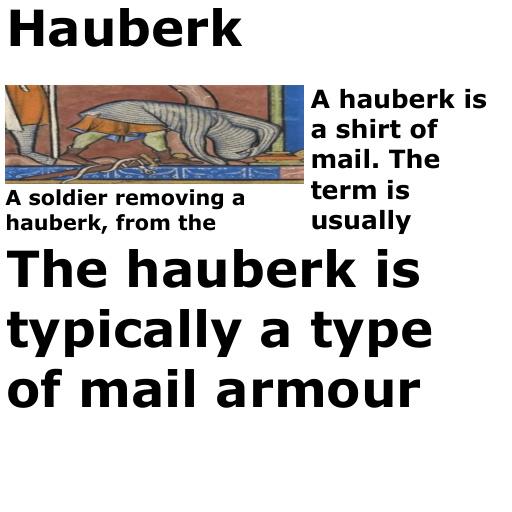 Hauberk
A hauberk is
a shirt of
mail. The
term is
usually
A soldier removing a
hauberk, from the
The hauberk is
typically a type
of mail armour